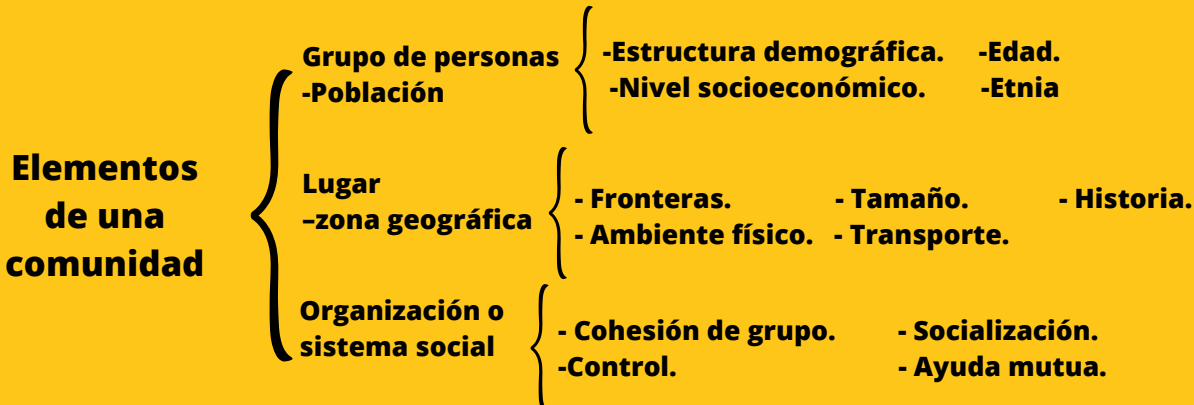 Elementos
de una
comunidad
Grupo de personas
-Población
-Estructura demográfica. -Edad.
-Nivel socioeconómico. -Etnia
Lugar
–zona geográfica
- Fronteras. - Tamaño. - Historia.
- Ambiente físico. - Transporte.
Organización o
sistema social
- Cohesión de grupo. - Socialización.
-Control. - Ayuda mutua.